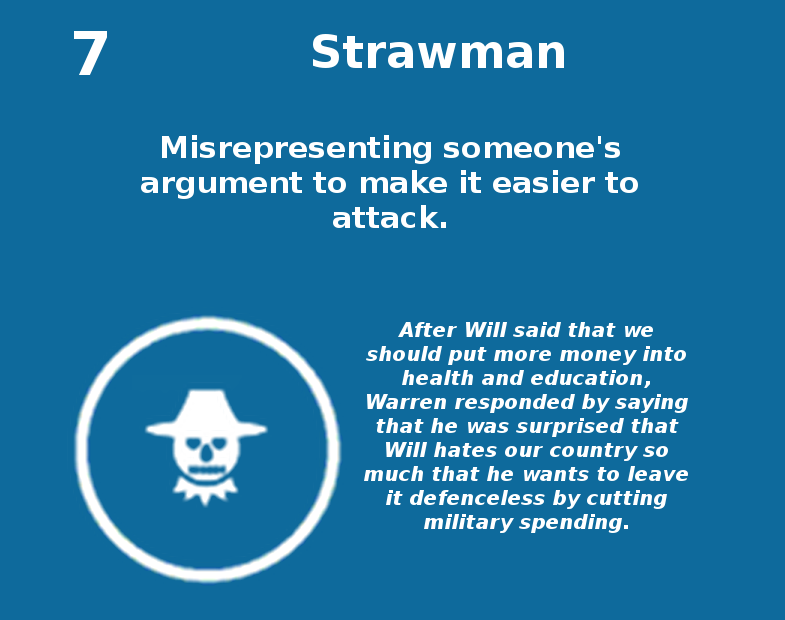 7
Strawman
Misrepresenting someone's
argument to make it easier to
attack.
After Will said that we
should put more money into
health and education,
Warren responded by saying
that he was surprised that
Will hates our country so
much that he wants to leave
it defenceless by cutting
military spending.